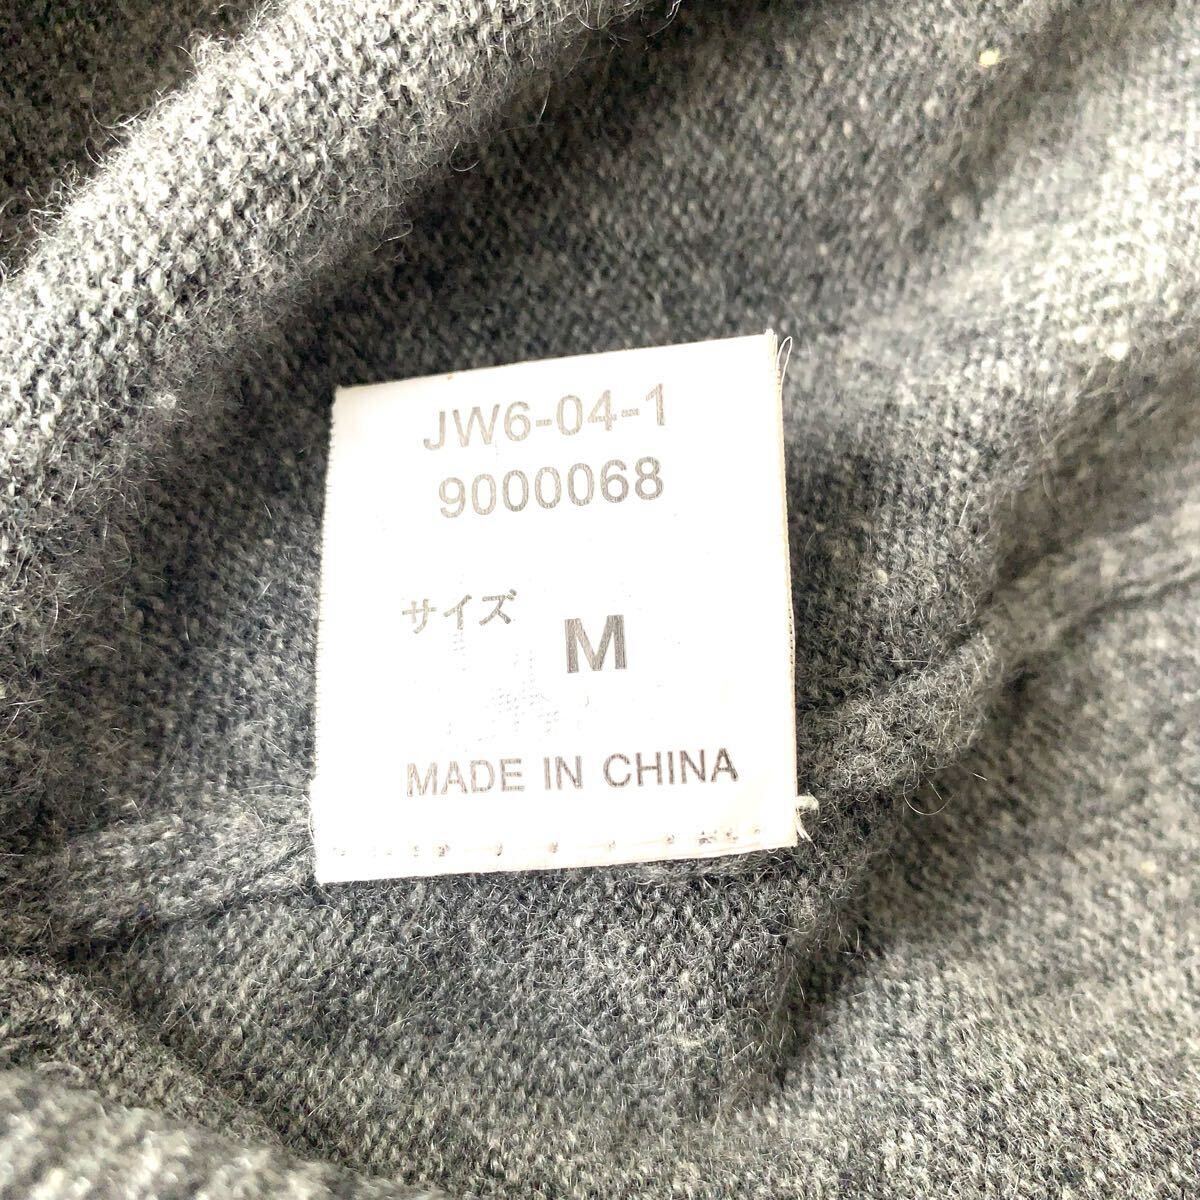 JW6-04-1
9000068
サイズ M
MADE IN CHINA